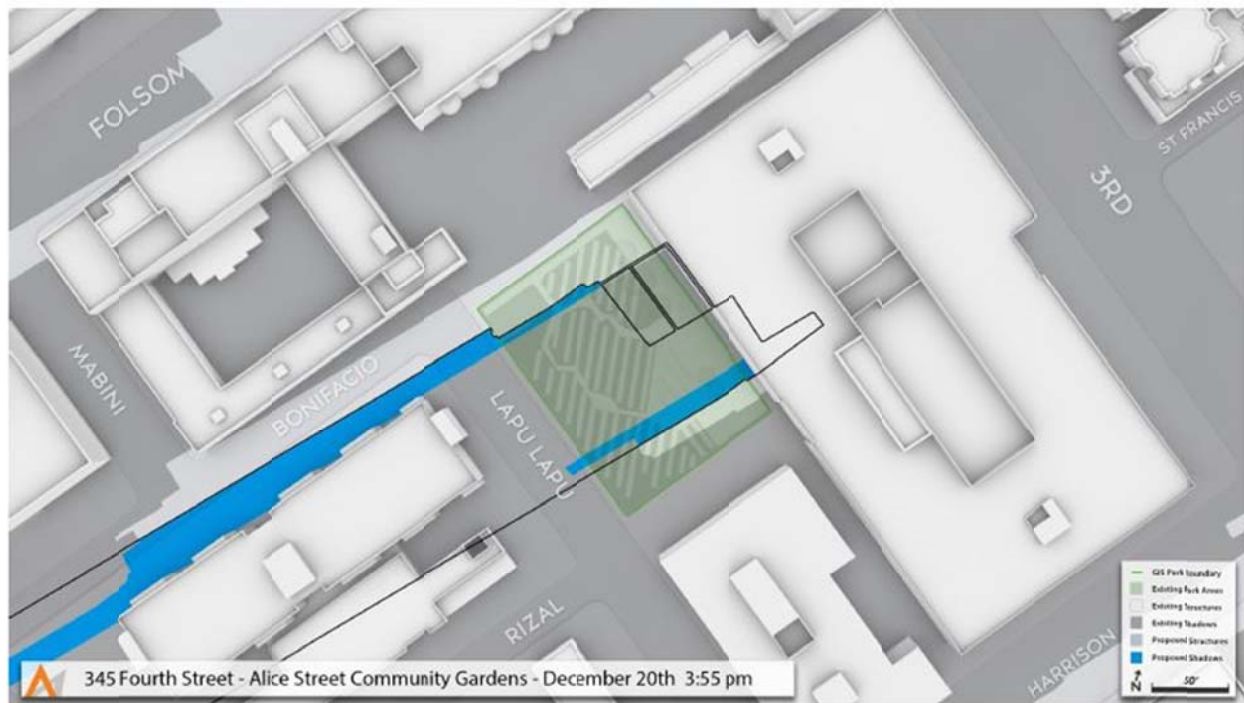 FOLSOM
ST FRANCIS
3RD
MABINI
BONIFACIO
LAPU LAPU
RIZAL
HARRISON
GIS Park Boundary
Existing Park Areas
Existing Structures
Existing Shadows
Proposed Structures
Proposed Shadows
N
50'
345 Fourth Street - Alice Street Community Gardens - December 20th 3:55 pm